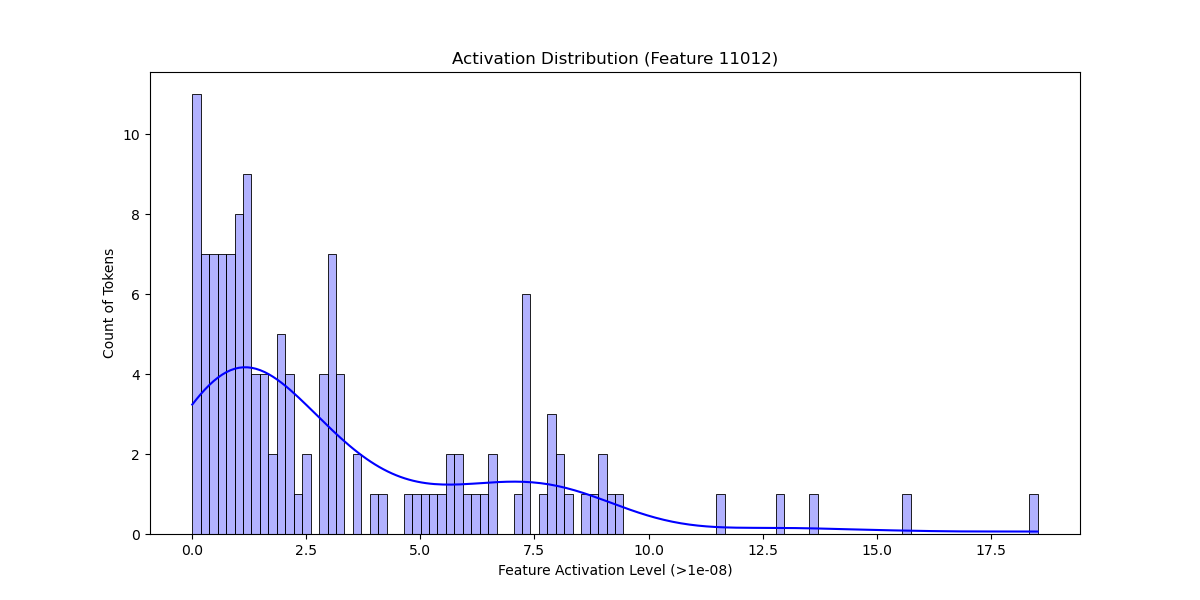 Activation Distribution (Feature 11012)
Count of Tokens
10
8
6
4
2
0
0.0 2.5 5.0 7.5 10.0 12.5 15.0 17.5
Feature Activation Level (>1e-08)